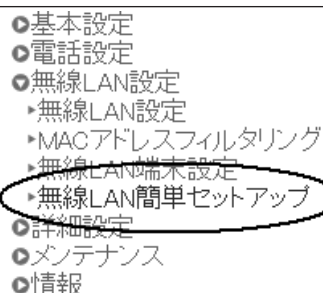 基本設定
電話設定
無線LAN設定
無線LAN設定
MACアドレスフィルタリング
無線LAN端末設定
無線LAN簡単セットアップ
詳細設定
メンテナンス
情報